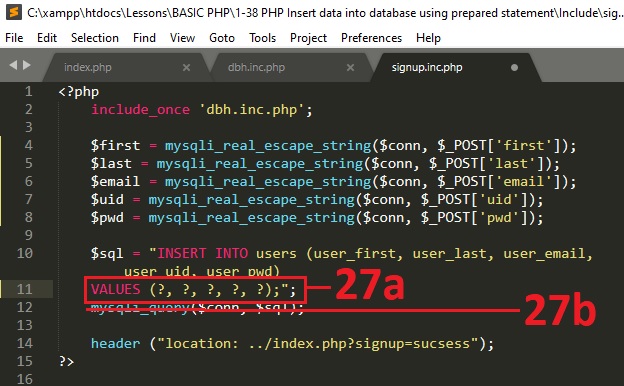 C:\xampp\htdocs\Lessons\BASIC PHP\1-38 PHP Insert data into database using prepared statement\Include\sig...
File Edit Selection Find View Goto Tools Project Preferences Help
index.php dbh.inc.php signup.inc.php
1 <?php
2 include_once 'dbh.inc.php';
3
4 $first = mysqli_real_escape_string($conn, $_POST['first']);
5 $last = mysqli_real_escape_string($conn, $_POST['last']);
6 $email = mysqli_real_escape_string($conn, $_POST['email']);
7 $uid = mysqli_real_escape_string($conn, $_POST['uid']);
8 $pwd = mysqli_real_escape_string($conn, $_POST['pwd']);
9
10 $sql = "INSERT INTO users (user_first, user_last, user_email,
user_uid, user_pwd)
11 VALUES (?, ?, ?, ?, ?);"; 27a
12 mysqli_query($conn, $sql); 27b
13
14 header ("location: ../index.php?signup=sucsess");
15 ?>
16